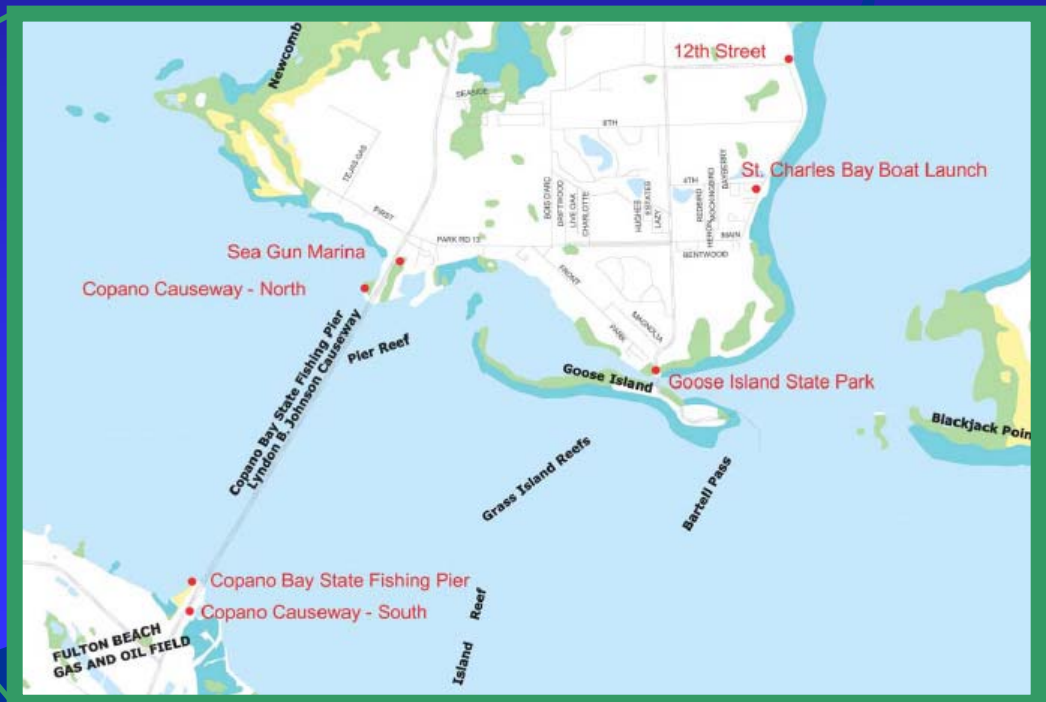 Newcomb
12th Street
SEASIDE
8TH
TEJAS GAS
St. Charles Bay Boat Launch
4TH
BAYBERRY
MOCKINGBIRD
REDBIRD
HERON
BOIS D'ARC
DRIFTWOOD
LIVE OAK
CHARLOTTE
HUGHES
ESTATES
LAZY
FIRST
PARK RD 13
MAIN
BENTWOOD
Sea Gun Marina
Copano Causeway - North
FRONT
MAGNOLIA
PARK
Pier Reef
Copano Bay State Fishing Pier
Lyndon B. Johnson Causeway
Goose Island
Goose Island State Park
Blackjack Poin
Grass Island Reefs
Bartell Pass
Copano Bay State Fishing Pier
Copano Causeway - South
Island Reef
FULTON BEACH
GAS AND OIL FIELD